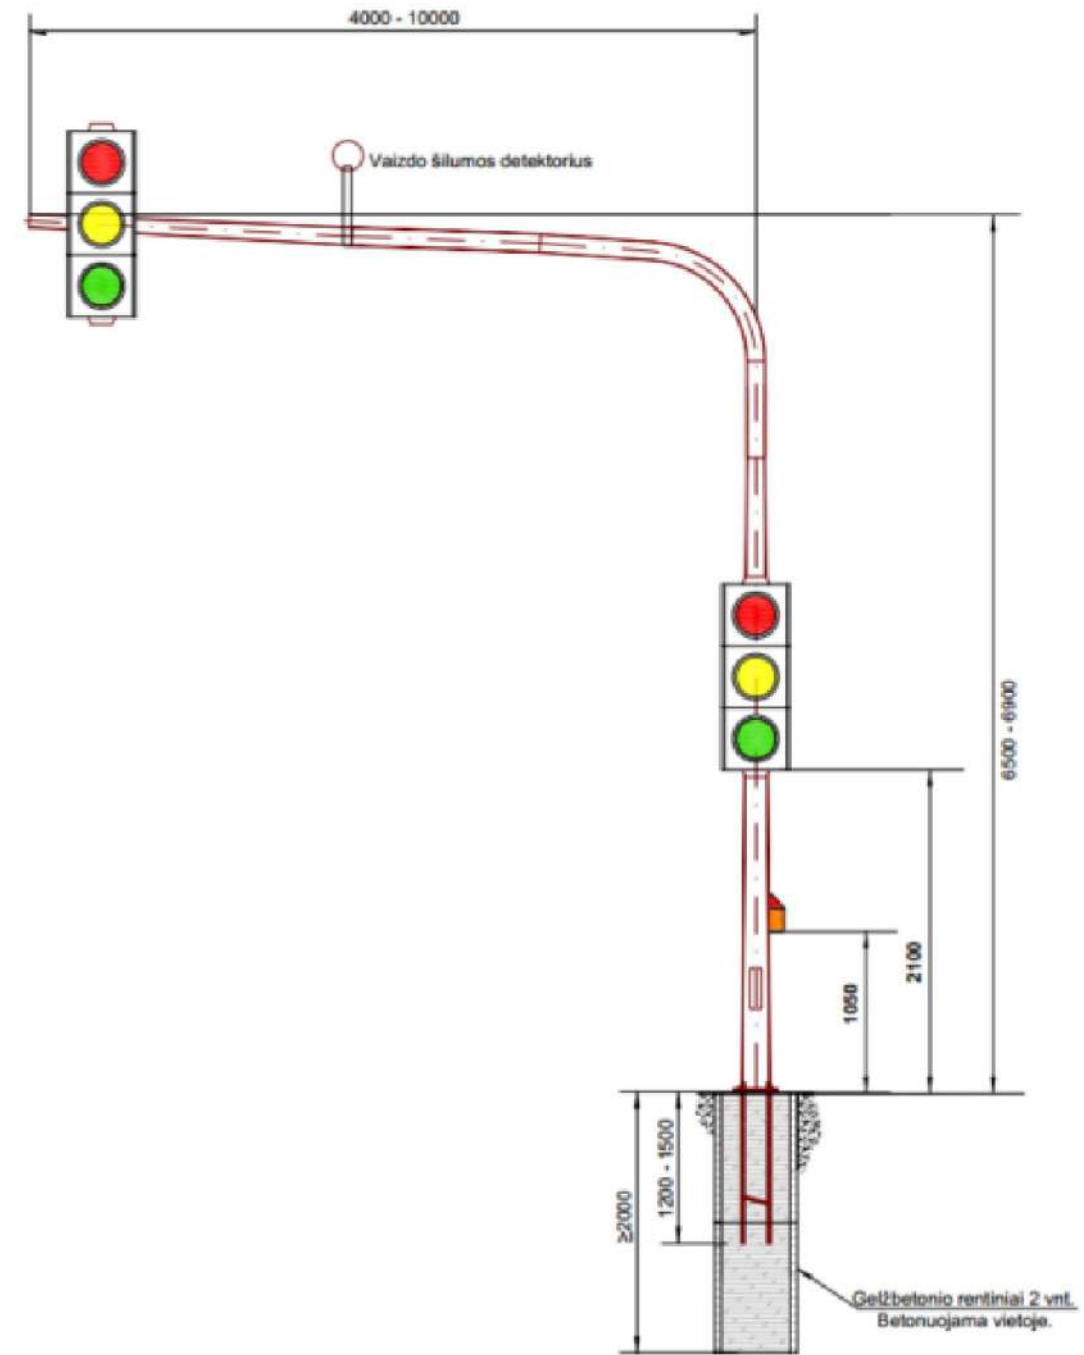 4000 - 10000
Vaizdo šilumos detektorius
6500 - 6900
2100
1050
1200 - 1500
≥2000
Gelžbetonio rentiniai 2 vnt.
Betonuojama vietoje.